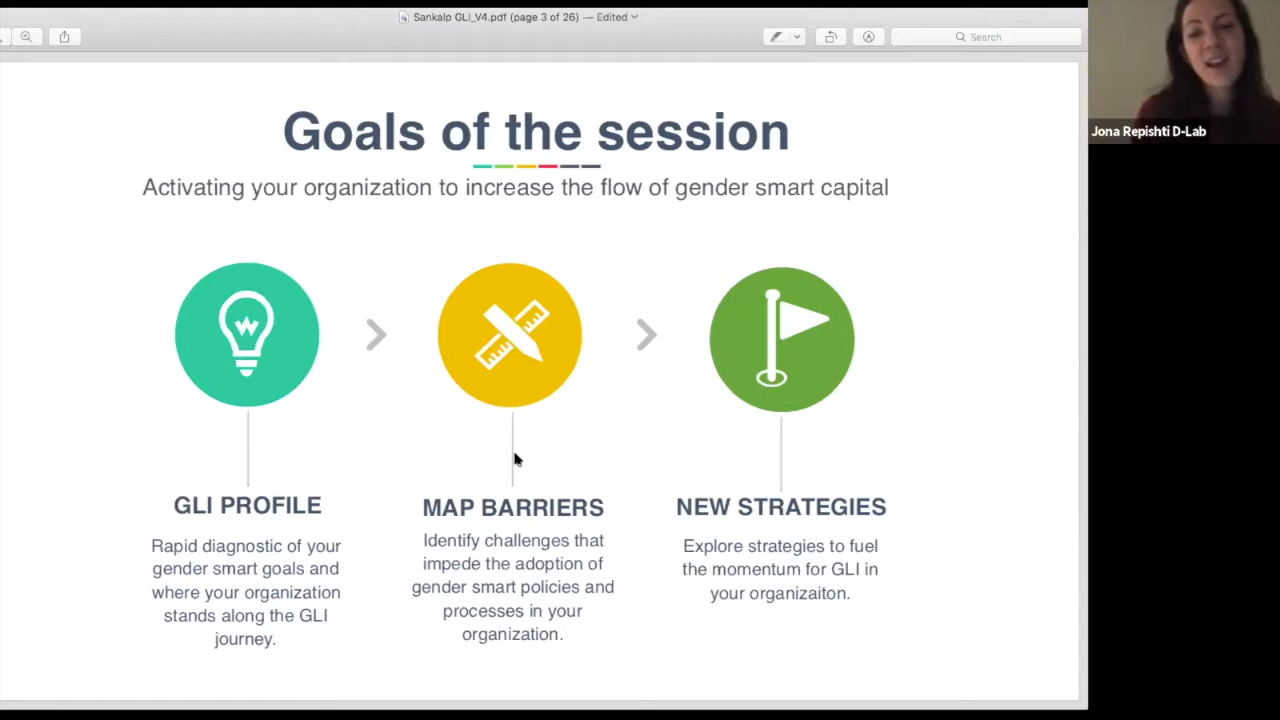 Sankalp GLI_V4.pdf (page 3 of 26) — Edited
Search
Jona Repishti D-Lab
Goals of the session
Activating your organization to increase the flow of gender smart capital
GLI PROFILE
Rapid diagnostic of your
gender smart goals and
where your organization
stands along the GLI
journey.
MAP BARRIERS
Identify challenges that
impede the adoption of
gender smart policies and
processes in your
organization.
NEW STRATEGIES
Explore strategies to fuel
the momentum for GLI in
your organizaiton.